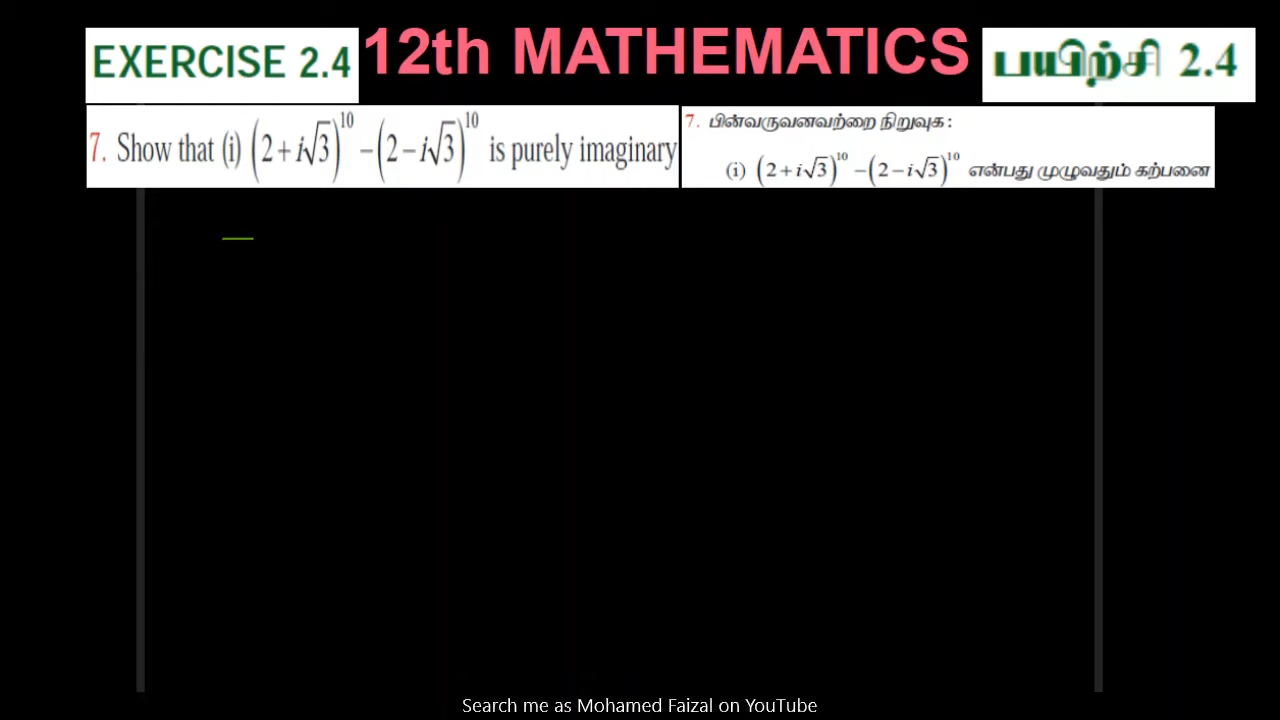 EXERCISE 2.4 12th MATHEMATICS பயிற்சி 2.4
7. Show that (i) (2+i√3)^10 −(2−i√3)^10 is purely imaginary
7. பின்வருவனவற்றை நிறுவுக :
(i) (2+i√3)^10 −(2−i√3)^10 என்பது முழுவதும் கற்பனை
Search me as Mohamed Faizal on YouTube